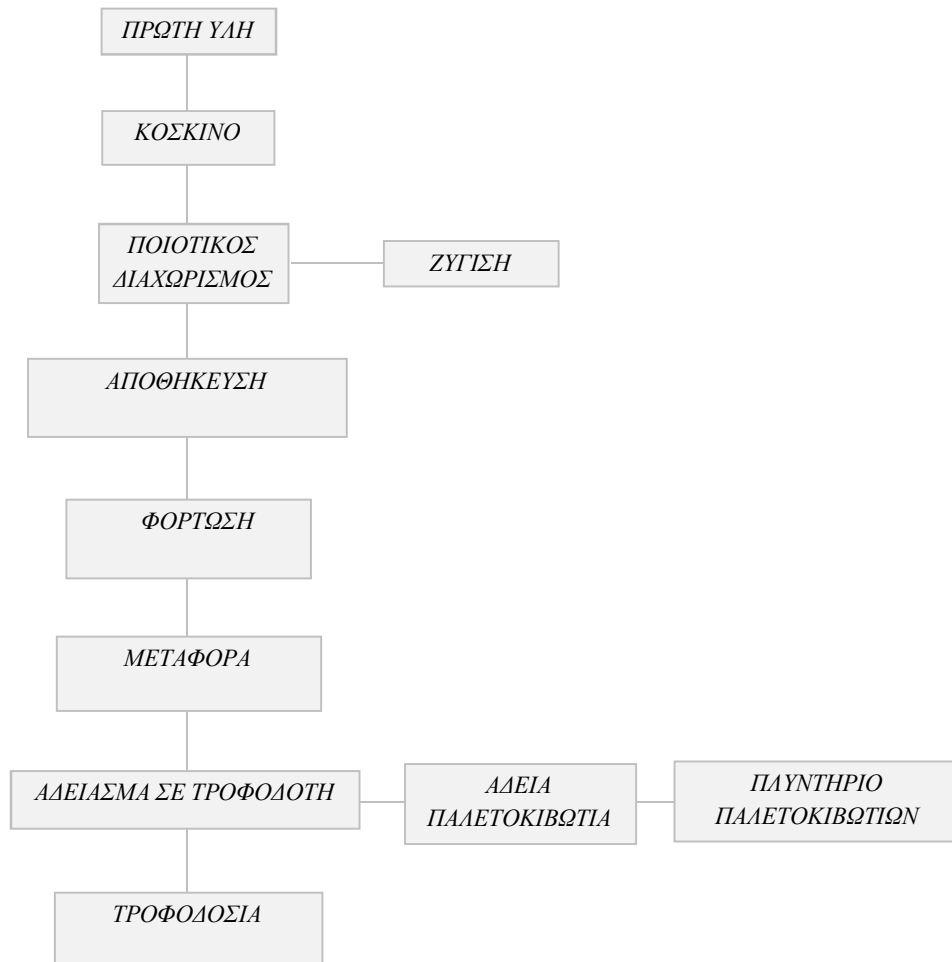 ΠΡΩΤΗ ΥΛΗ
ΚΟΣΚΙΝΟ
ΠΟΙΟΤΙΚΟΣ
ΔΙΑΧΩΡΙΣΜΟΣ
ΖΥΓΙΣΗ
ΑΠΟΘΗΚΕΥΣΗ
ΦΟΡΤΩΣΗ
ΜΕΤΑΦΟΡΑ
ΑΔΕΙΑΣΜΑ ΣΕ ΤΡΟΦΟΔΟΤΗ
ΑΔΕΙΑ
ΠΑΛΕΤΟΚΙΒΩΤΙΑ
ΠΛΥΝΤΗΡΙΟ
ΠΑΛΕΤΟΚΙΒΩΤΙΩΝ
ΤΡΟΦΟΔΟΣΙΑ